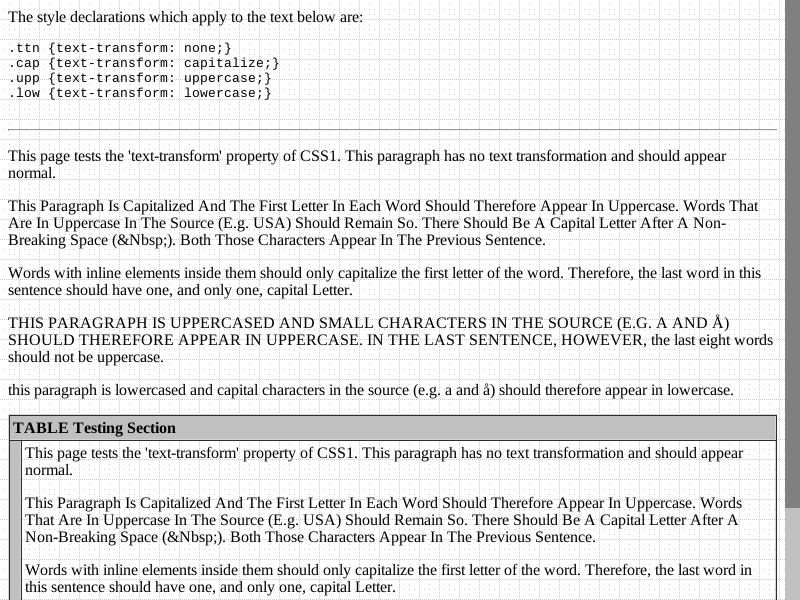 The style declarations which apply to the text below are:
.ttn {text-transform: none;}
.cap {text-transform: capitalize;}
.upp {text-transform: uppercase;}
.low {text-transform: lowercase;}
This page tests the 'text-transform' property of CSS1. This paragraph has no text transformation and should appear
normal.
This Paragraph Is Capitalized And The First Letter In Each Word Should Therefore Appear In Uppercase. Words That
Are In Uppercase In The Source (E.g. USA) Should Remain So. There Should Be A Capital Letter After A Non-
Breaking Space (&Nbsp;). Both Those Characters Appear In The Previous Sentence.
Words with inline elements inside them should only capitalize the first letter of the word. Therefore, the last word in this
sentence should have one, and only one, capital Letter.
THIS PARAGRAPH IS UPPERCASED AND SMALL CHARACTERS IN THE SOURCE (E.G. A AND Å)
SHOULD THEREFORE APPEAR IN UPPERCASE. IN THE LAST SENTENCE, HOWEVER, the last eight words
should not be uppercase.
this paragraph is lowercased and capital characters in the source (e.g. a and å) should therefore appear in lowercase.
TABLE Testing Section
This page tests the 'text-transform' property of CSS1. This paragraph has no text transformation and should appear
normal.
This Paragraph Is Capitalized And The First Letter In Each Word Should Therefore Appear In Uppercase. Words
That Are In Uppercase In The Source (E.g. USA) Should Remain So. There Should Be A Capital Letter After A
Non-Breaking Space (&Nbsp;). Both Those Characters Appear In The Previous Sentence.
Words with inline elements inside them should only capitalize the first letter of the word. Therefore, the last word in
this sentence should have one, and only one, capital Letter.